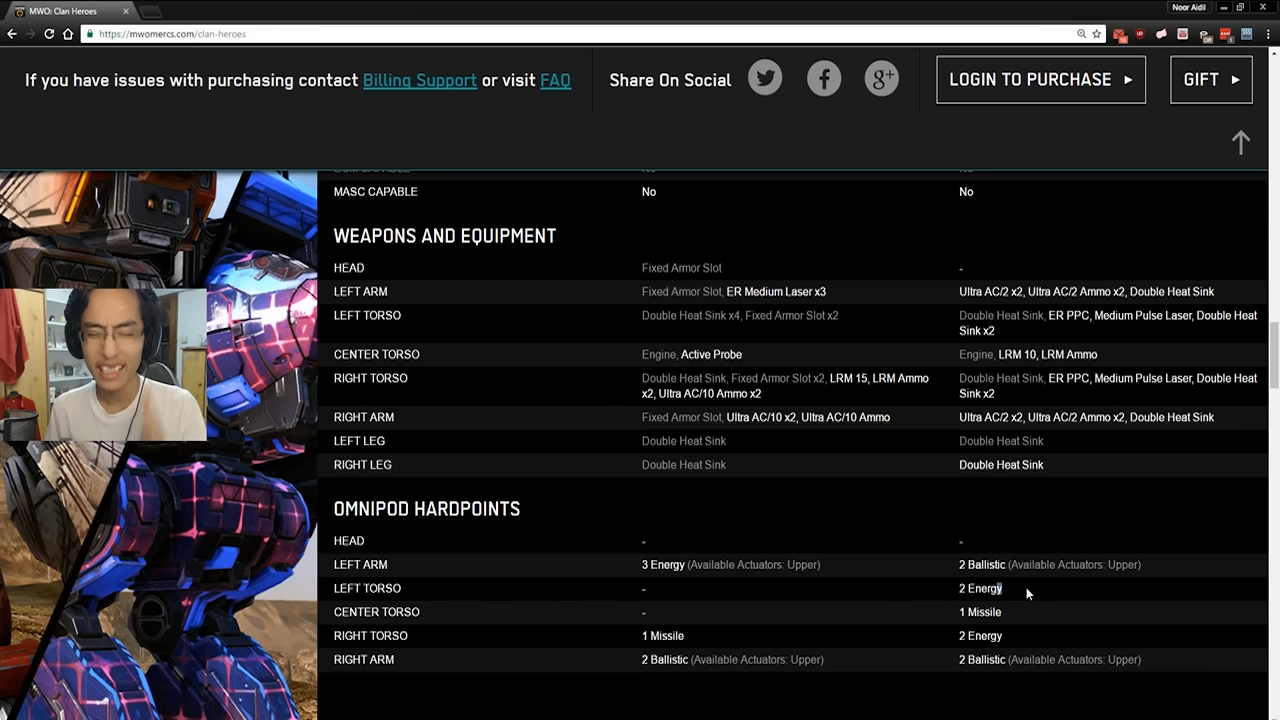 MWO: Clan Heroes
Noor Aidil
https://mwomercs.com/clan-heroes
If you have issues with purchasing contact Billing Support or visit FAQ
Share On Social
LOGIN TO PURCHASE
GIFT
MASC CAPABLE No No
WEAPONS AND EQUIPMENT
HEAD Fixed Armor Slot -
LEFT ARM Fixed Armor Slot, ER Medium Laser x3 Ultra AC/2 x2, Ultra AC/2 Ammo x2, Double Heat Sink
LEFT TORSO Double Heat Sink x4, Fixed Armor Slot x2 Double Heat Sink, ER PPC, Medium Pulse Laser, Double Heat
Sink x2
CENTER TORSO Engine, Active Probe Engine, LRM 10, LRM Ammo
RIGHT TORSO Double Heat Sink, Fixed Armor Slot x2, LRM 15, LRM Ammo Double Heat Sink, ER PPC, Medium Pulse Laser, Double Heat
x2, Ultra AC/10 Ammo x2 Sink x2
RIGHT ARM Fixed Armor Slot, Ultra AC/10 x2, Ultra AC/10 Ammo Ultra AC/2 x2, Ultra AC/2 Ammo x2, Double Heat Sink
LEFT LEG Double Heat Sink Double Heat Sink
RIGHT LEG Double Heat Sink Double Heat Sink
OMNIPOD HARDPOINTS
HEAD - -
LEFT ARM 3 Energy (Available Actuators: Upper) 2 Ballistic (Available Actuators: Upper)
LEFT TORSO - 2 Energy
CENTER TORSO - 1 Missile
RIGHT TORSO 1 Missile 2 Energy
RIGHT ARM 2 Ballistic (Available Actuators: Upper) 2 Ballistic (Available Actuators: Upper)